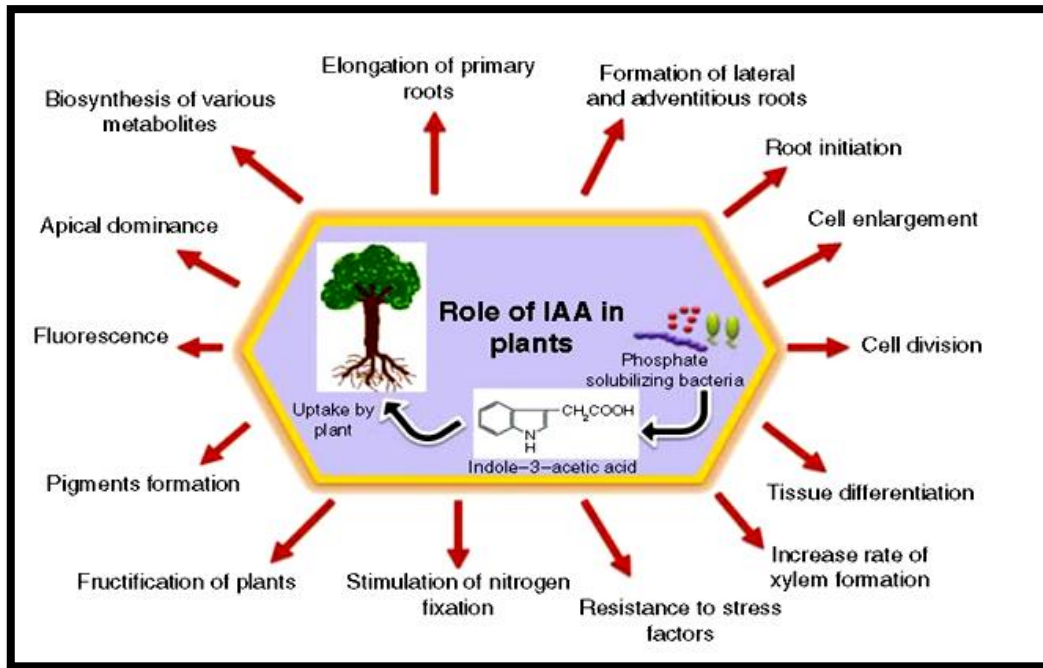 Elongation of primary
roots
Formation of lateral
and adventitious roots
Biosynthesis of various
metabolites
Root initiation
Apical dominance
Cell enlargement
Fluorescence
Cell division
Role of IAA in
plants
Phosphate
solubilizing bacteria
Uptake by
plant
CH2COOH
N
H
Indole–3–acetic acid
Pigments formation
Tissue differentiation
Fructification of plants
Stimulation of nitrogen
fixation
Resistance to stress
factors
Increase rate of
xylem formation